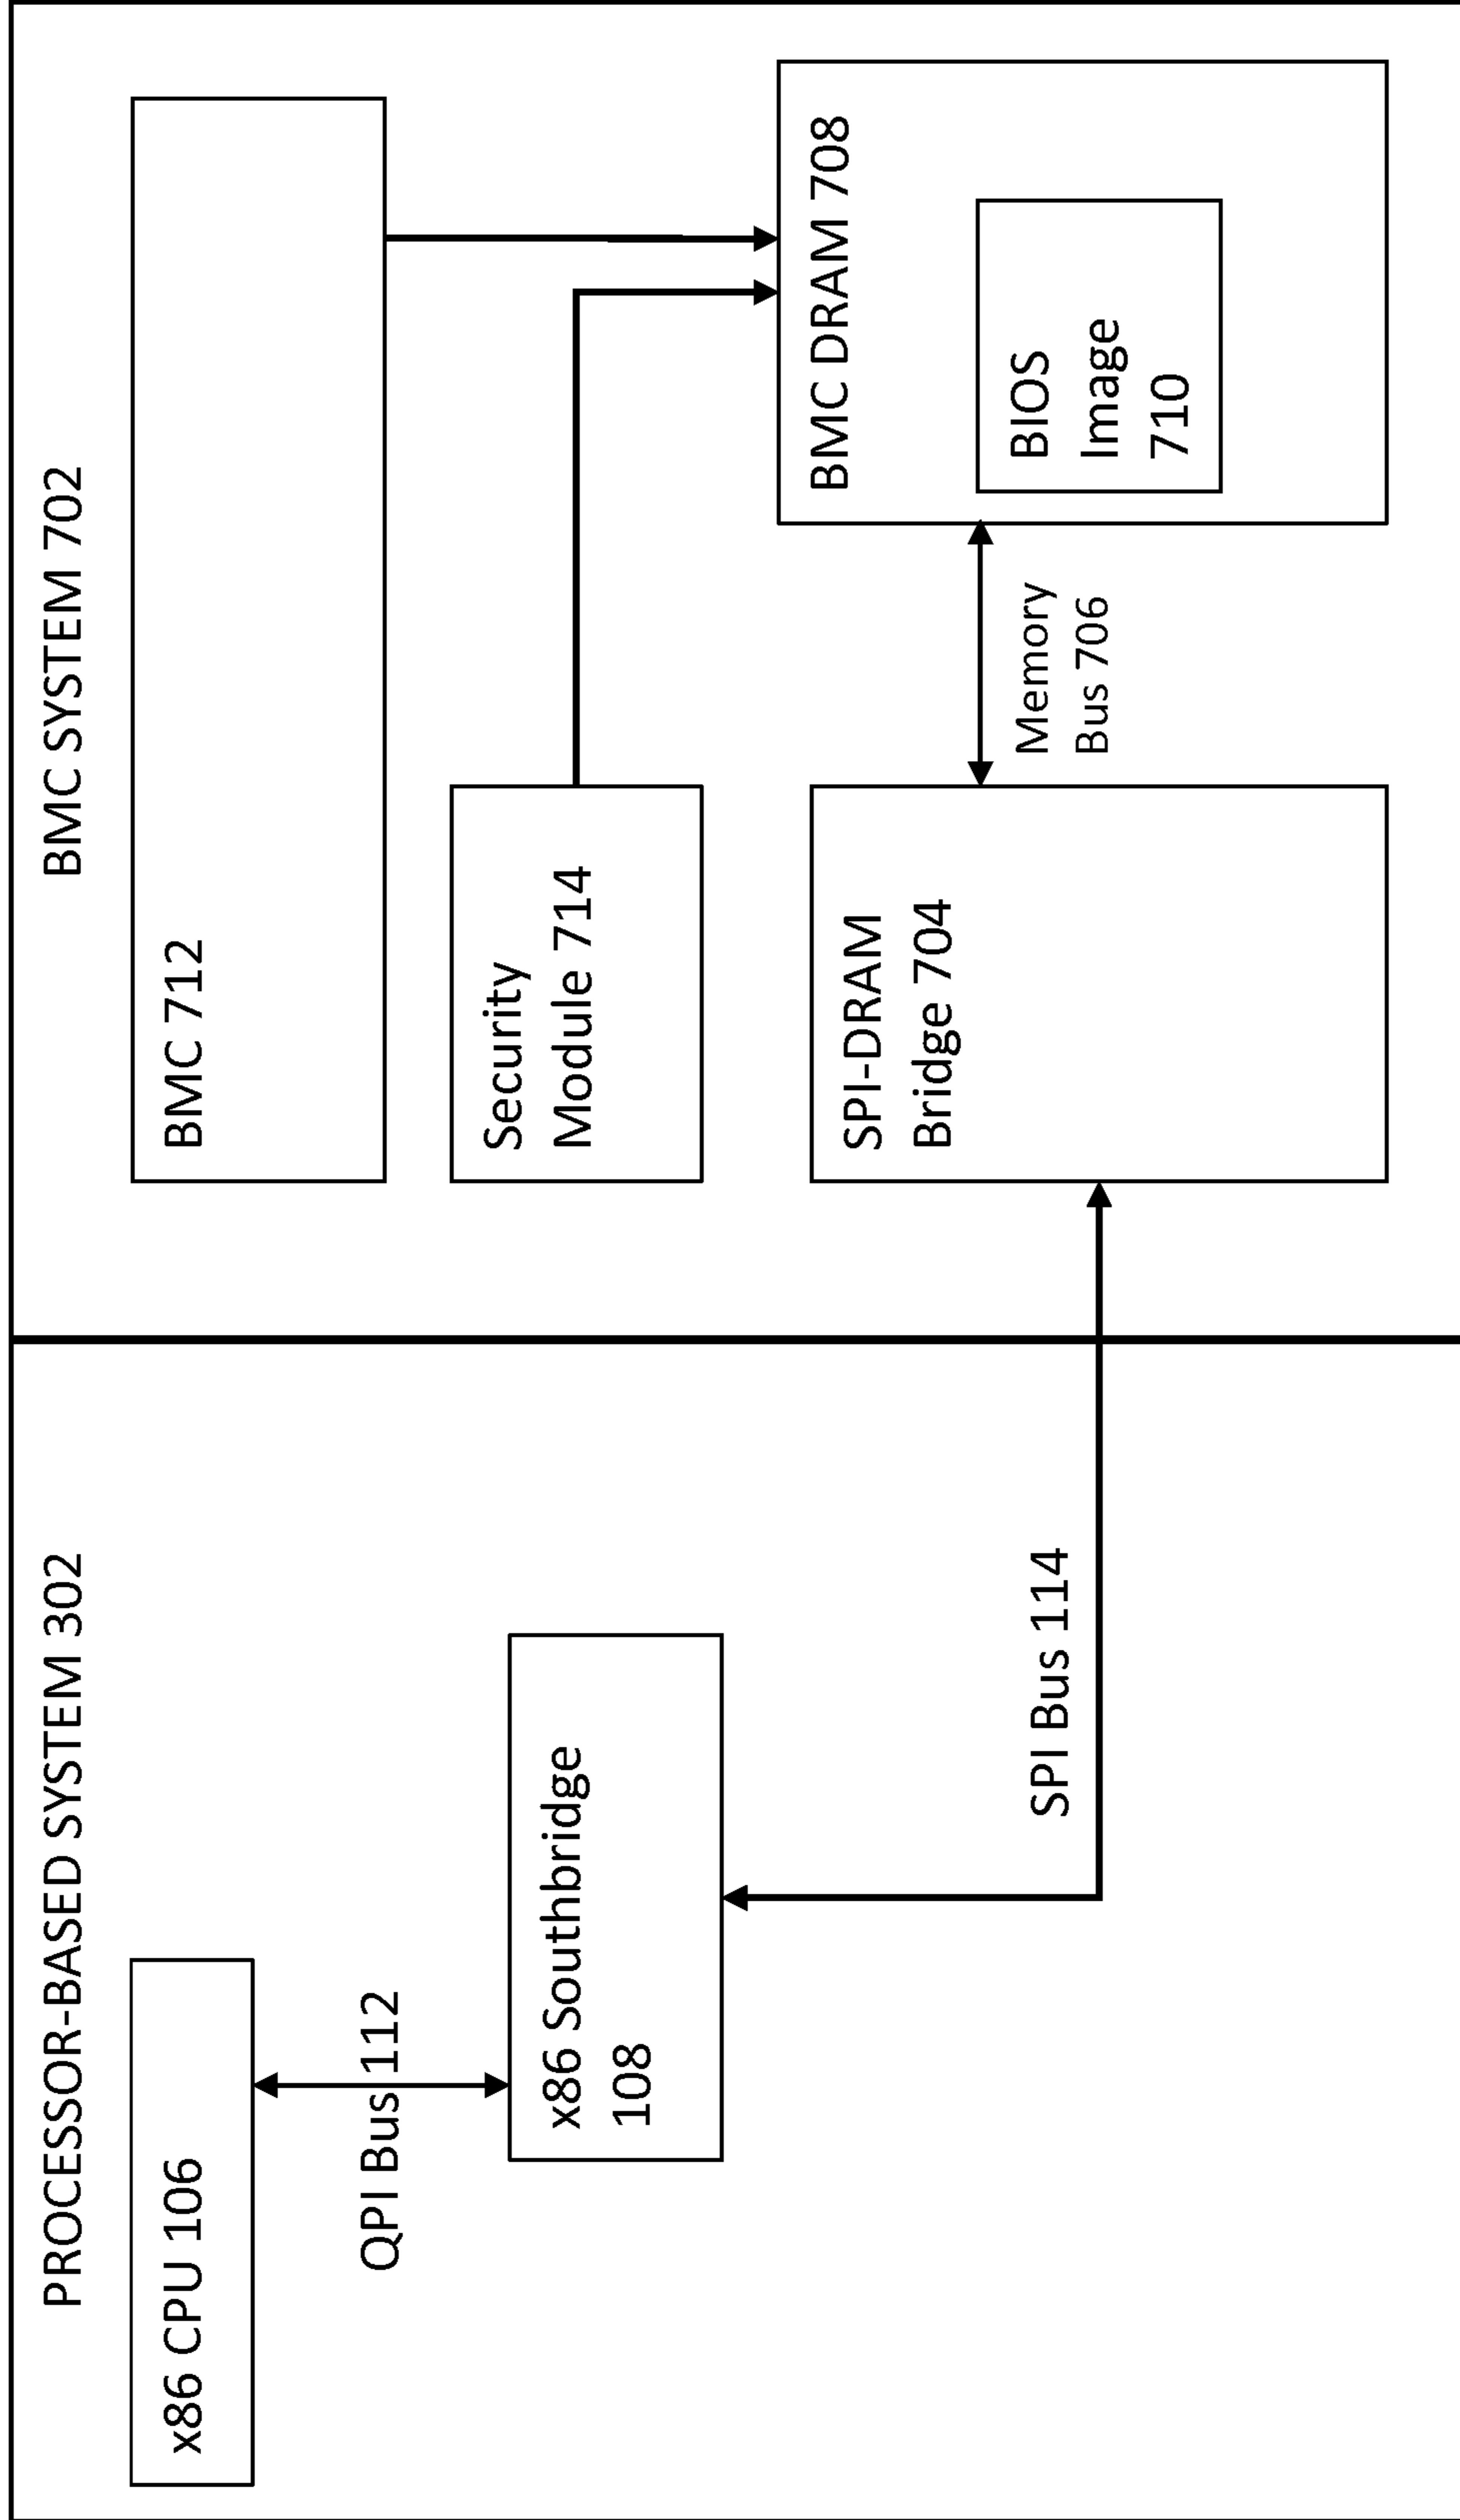 PROCESSOR-BASED SYSTEM 302
x86 CPU 106
QPI Bus 112
x86 Southbridge
108
SPI Bus 114
BMC SYSTEM 702
BMC 712
Security
Module 714
SPI-DRAM
Bridge 704
Memory
Bus 706
BMC DRAM 708
BIOS
Image
710